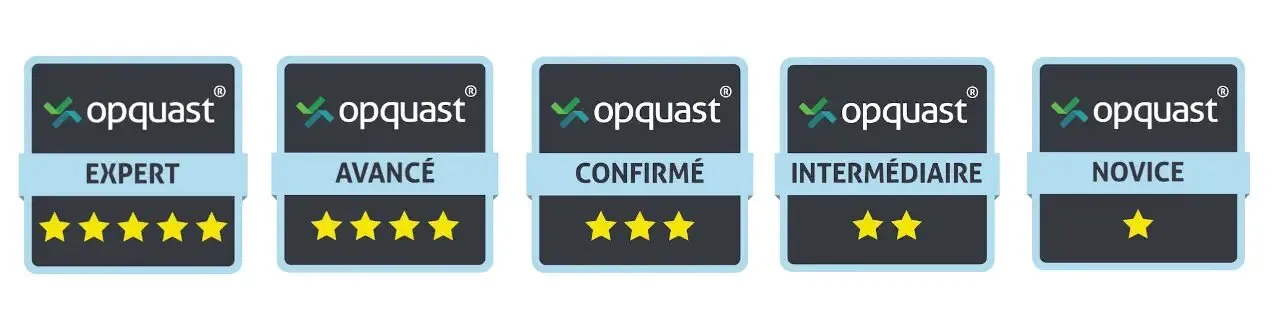 opquast®
EXPERT
opquast®
AVANCÉ
opquast®
CONFIRMÉ
opquast®
INTERMÉDIAIRE
opquast®
NOVICE